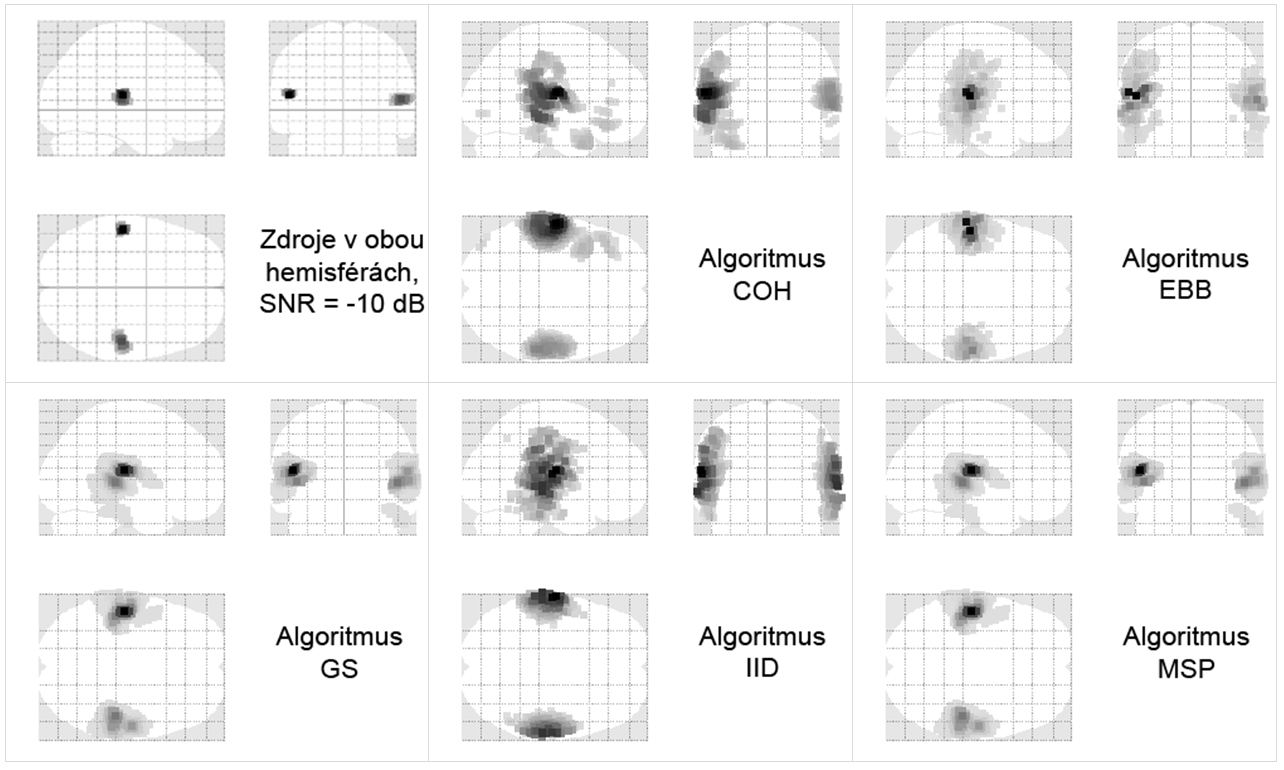 Zdroje v obou
hemisférách,
SNR = -10 dB
Algoritmus
COH
Algoritmus
EBB
Algoritmus
GS
Algoritmus
IID
Algoritmus
MSP